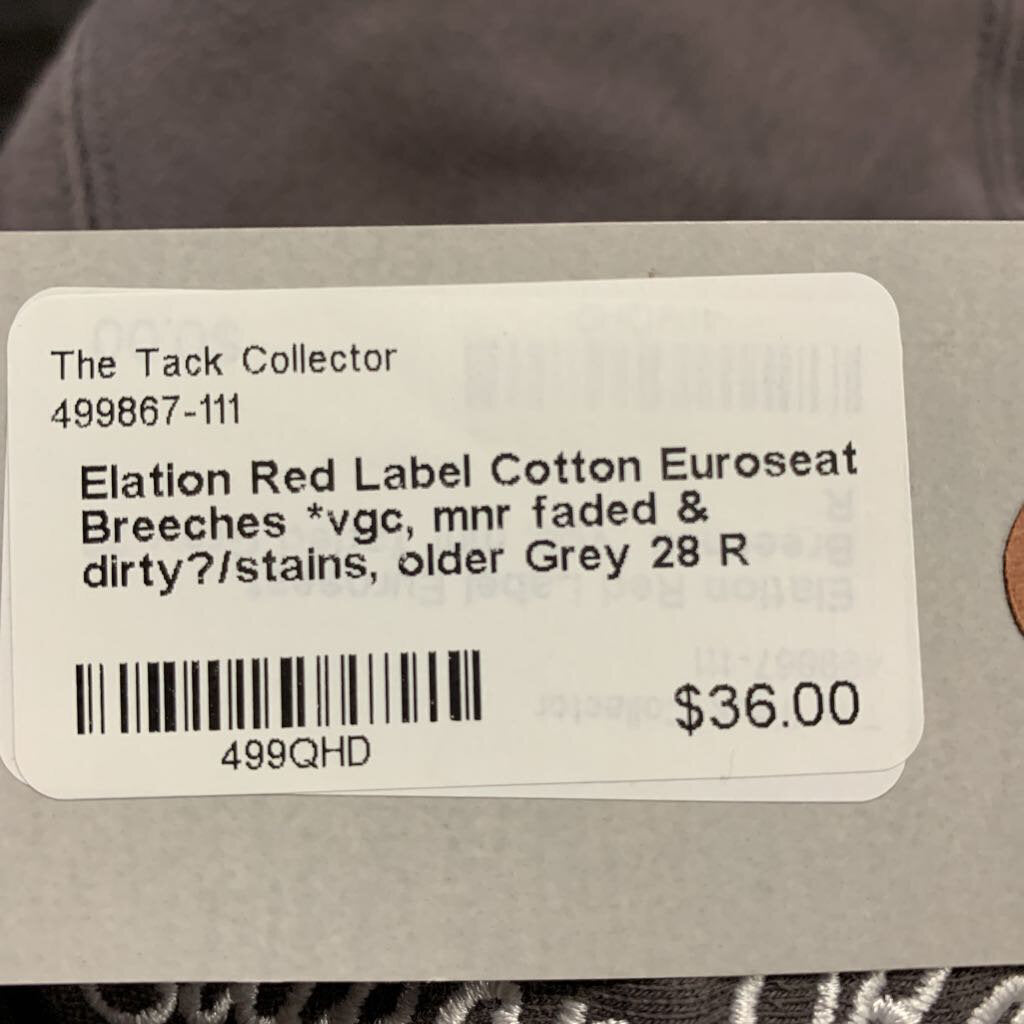 The Tack Collector
499867-111
Elation Red Label Cotton Euroseat
Breeches *vgc, mnr faded &
dirty?/stains, older Grey 28 R
$36.00
499QHD